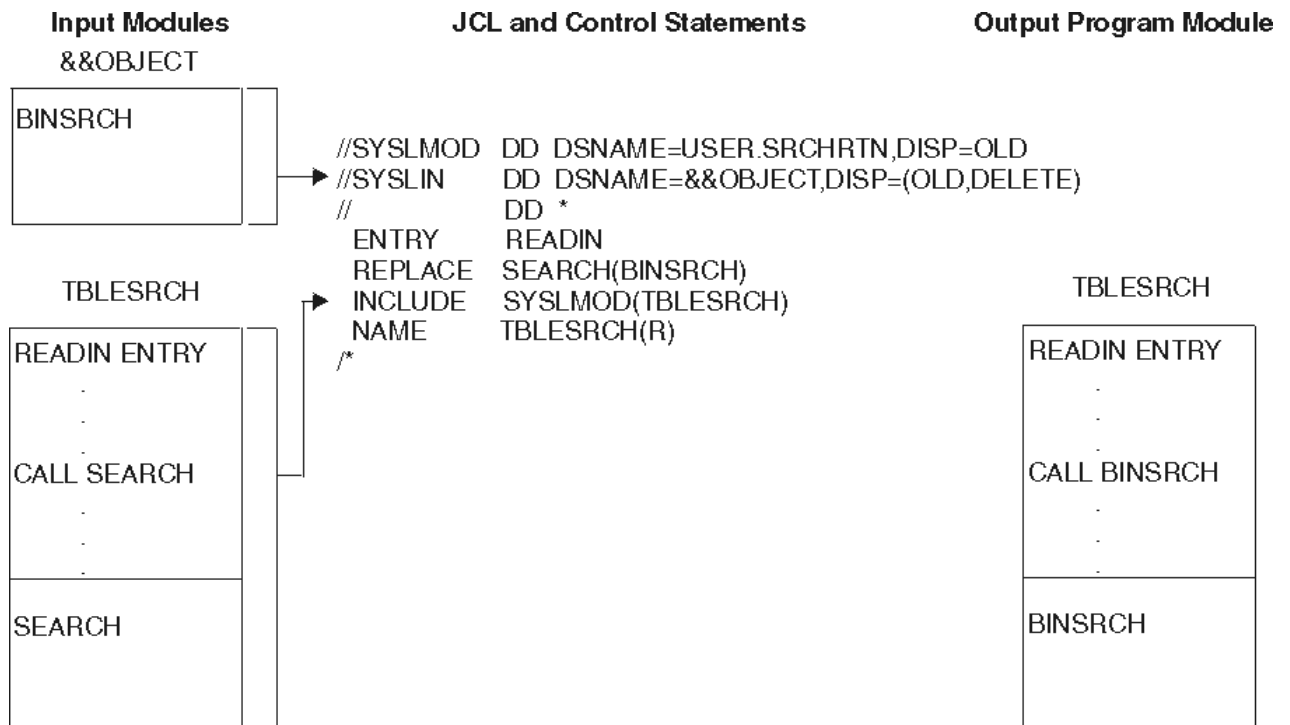 Input Modules
JCL and Control Statements
Output Program Module
&&OBJECT
BINSRCH
//SYSLMOD DD DSNAME=USER.SRCHRTN,DISP=OLD
//SYSLIN DD DSNAME=&&OBJECT,DISP=(OLD,DELETE)
// DD *
ENTRY READIN
REPLACE SEARCH(BINSRCH)
INCLUDE SYSLMOD(TBLESRCH)
NAME TBLESRCH(R)
/*
TBLESRCH
READIN ENTRY
.
.
.
CALL SEARCH
.
.
.
SEARCH
TBLESRCH
READIN ENTRY
.
.
.
CALL BINSRCH
.
.
.
BINSRCH